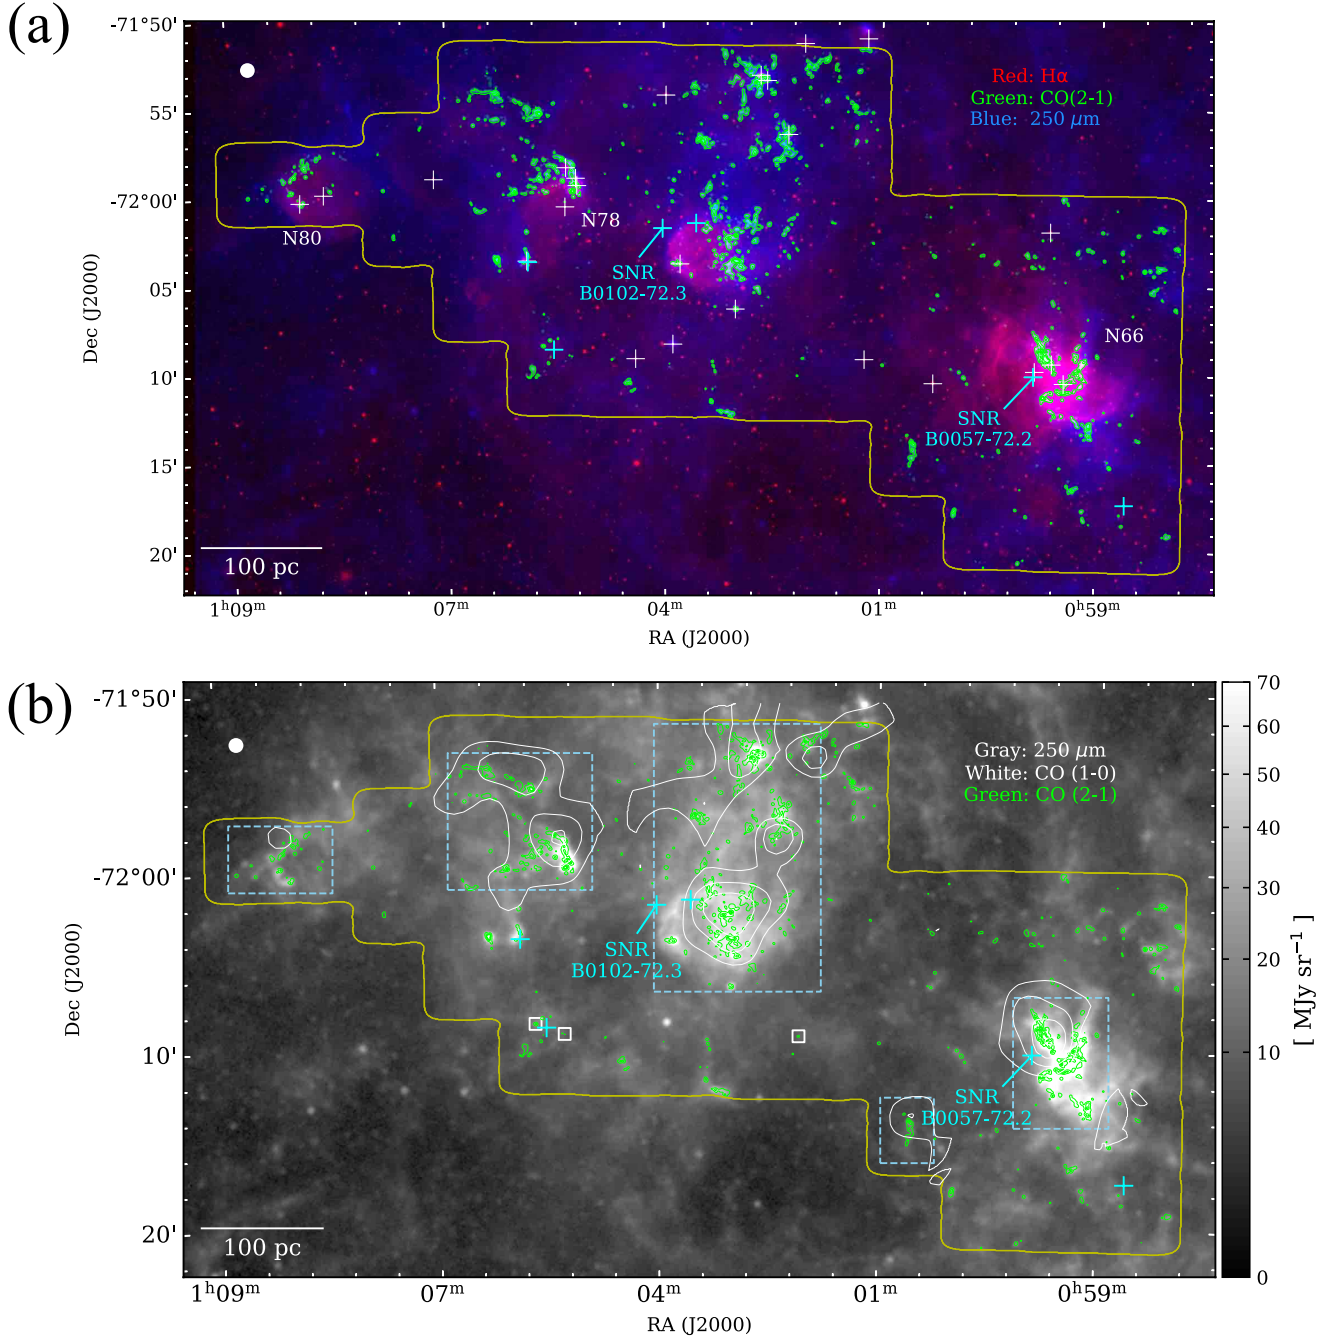 (a)
-71°50'
55'
-72°00'
05'
10'
15'
20'
Dec (J2000)
Red: Hα
Green: CO(2-1)
Blue: 250 μm
N80
N78
SNR
B0102-72.3
N66
SNR
B0057-72.2
100 pc
1ʰ09ᵐ
07ᵐ
04ᵐ
01ᵐ
0ʰ59ᵐ
RA (J2000)
(b)
-71°50'
-72°00'
10'
20'
Dec (J2000)
Gray: 250 μm
White: CO (1-0)
Green: CO (2-1)
SNR
B0102-72.3
SNR
B0057-72.2
100 pc
1ʰ09ᵐ
07ᵐ
04ᵐ
01ᵐ
0ʰ59ᵐ
RA (J2000)
70
60
50
40
30
20
10
0
[ MJy sr⁻¹ ]